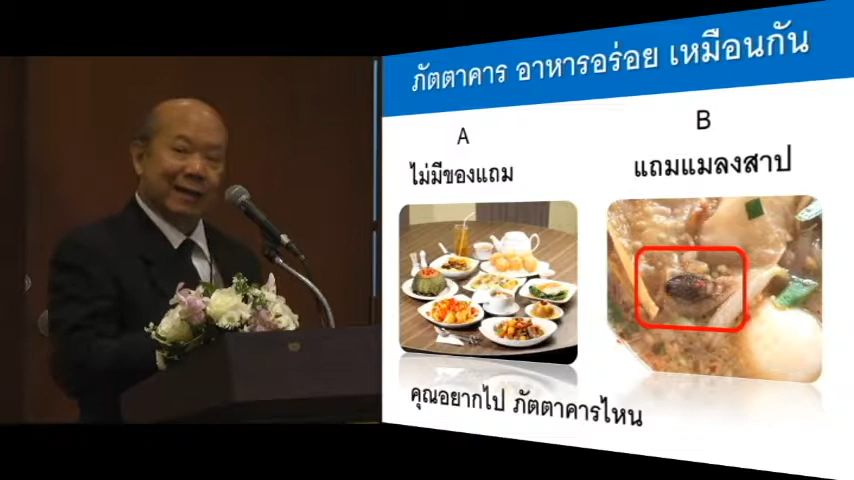 ภัตตาคาร อาหารอร่อย เหมือนกัน
A
ไม่มีของแถม
B
แถมแมลงสาป
คุณอยากไป ภัตตาคารไหน